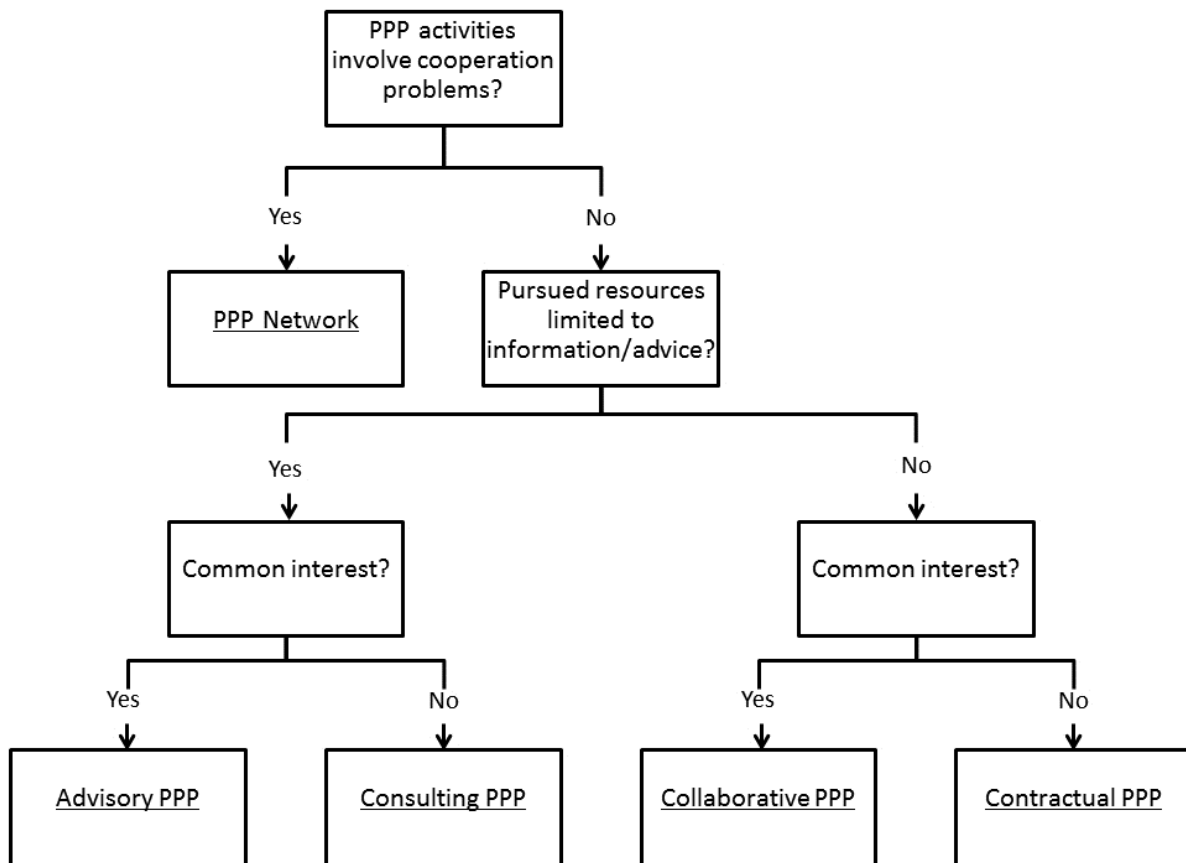 PPP activities
involve cooperation
problems?
Yes
No
PPP Network
Pursued resources
limited to
information/advice?
Yes
No
Common interest?
Common interest?
Yes
No
Yes
No
Advisory PPP
Consulting PPP
Collaborative PPP
Contractual PPP